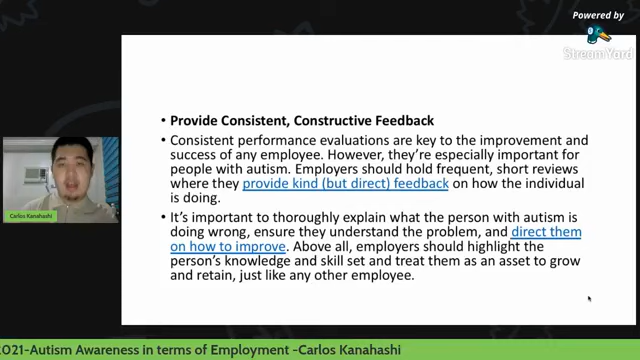 Powered by
StreamYard
• Provide Consistent, Constructive Feedback
• Consistent performance evaluations are key to the improvement and
success of any employee. However, they're especially important for
people with autism. Employers should hold frequent, short reviews
where they provide kind (but direct) feedback on how the individual
is doing.
• It's important to thoroughly explain what the person with autism is
doing wrong, ensure they understand the problem, and direct them
on how to improve. Above all, employers should highlight the
person's knowledge and skill set and treat them as an asset to grow
and retain, just like any other employee.
Carlos Kanahashi
2021-Autism Awareness in terms of Employment -Carlos Kanahashi